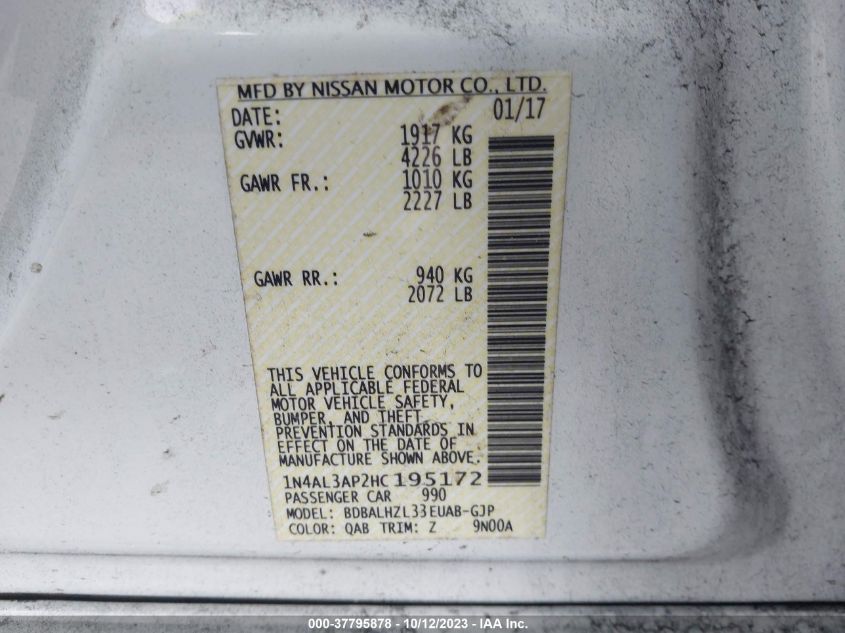 MFD BY NISSAN MOTOR CO., LTD.
DATE: 01/17
GVWR: 1917 KG
4226 LB
GAWR FR.: 1010 KG
2227 LB
GAWR RR.: 940 KG
2072 LB
THIS VEHICLE CONFORMS TO
ALL APPLICABLE FEDERAL
MOTOR VEHICLE SAFETY,
BUMPER, AND THEFT
PREVENTION STANDARDS IN
EFFECT ON THE DATE OF
MANUFACTURE SHOWN ABOVE.
1N4AL3AP2HC195172
PASSENGER CAR 990
MODEL: BDBALHZL33EUAB-GJP
COLOR: QAB TRIM: Z 9N00A
000-37795878 - 10/12/2023 - IAA Inc.